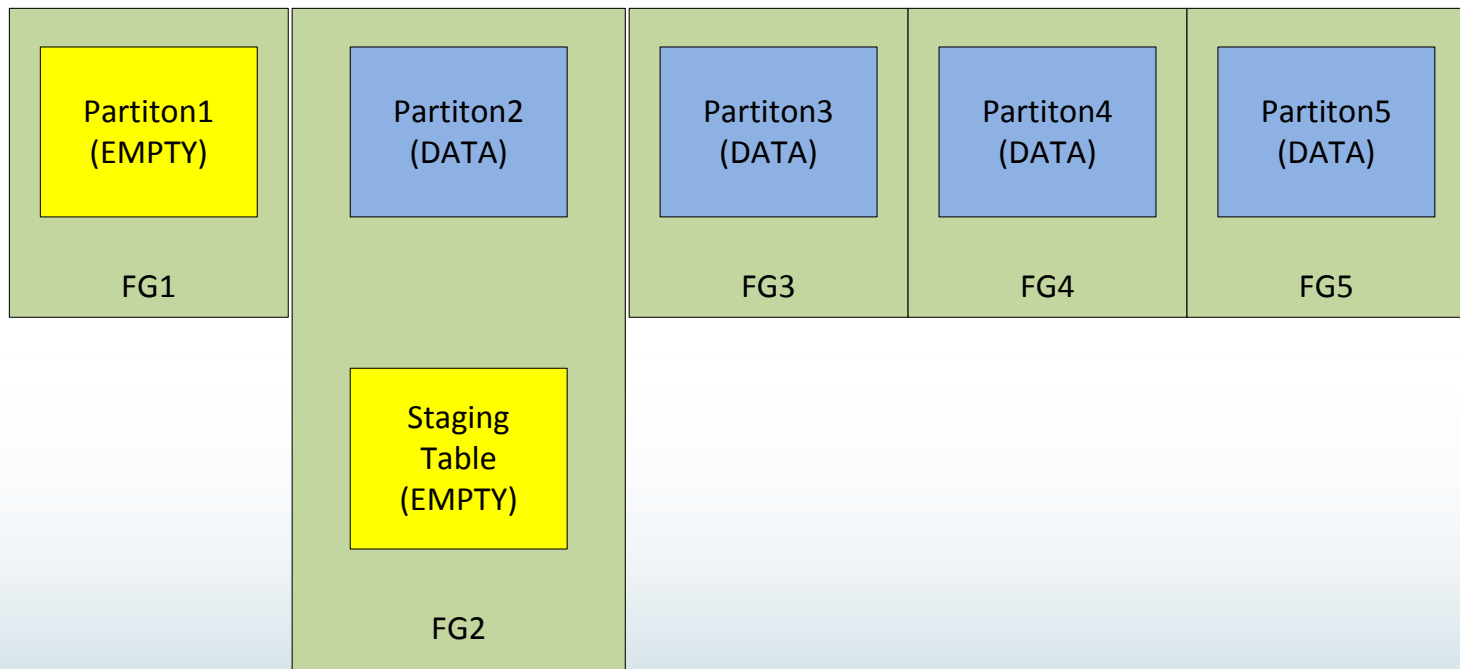 Partiton1
(EMPTY)
FG1
Partiton2
(DATA)
Staging
Table
(EMPTY)
FG2
Partiton3
(DATA)
FG3
Partiton4
(DATA)
FG4
Partiton5
(DATA)
FG5